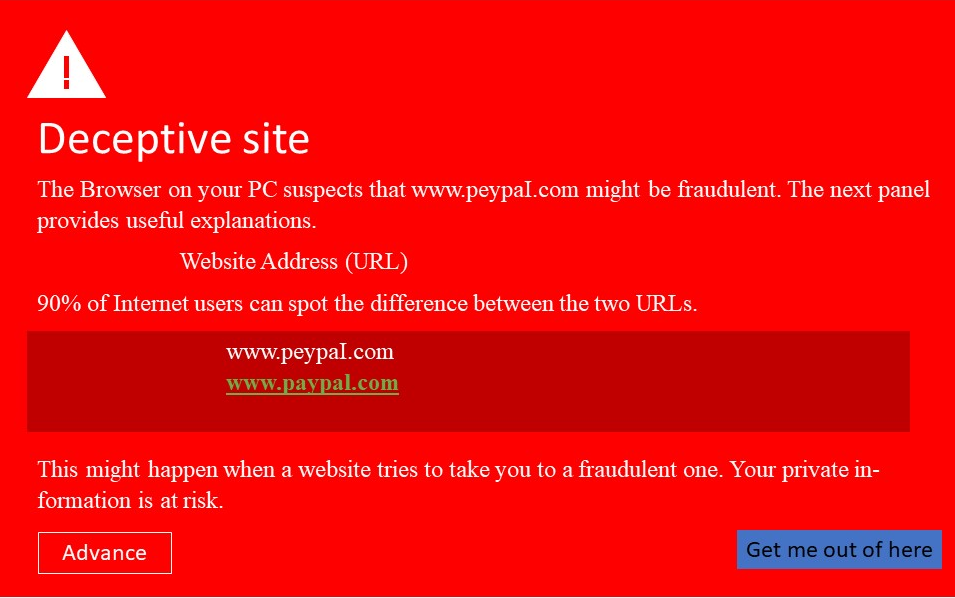 Deceptive site
The Browser on your PC suspects that www.peypaI.com might be fraudulent. The next panel
provides useful explanations.
Website Address (URL)
90% of Internet users can spot the difference between the two URLs.
www.peypaI.com
www.paypal.com
This might happen when a website tries to take you to a fraudulent one. Your private in-
formation is at risk.
Advance
Get me out of here